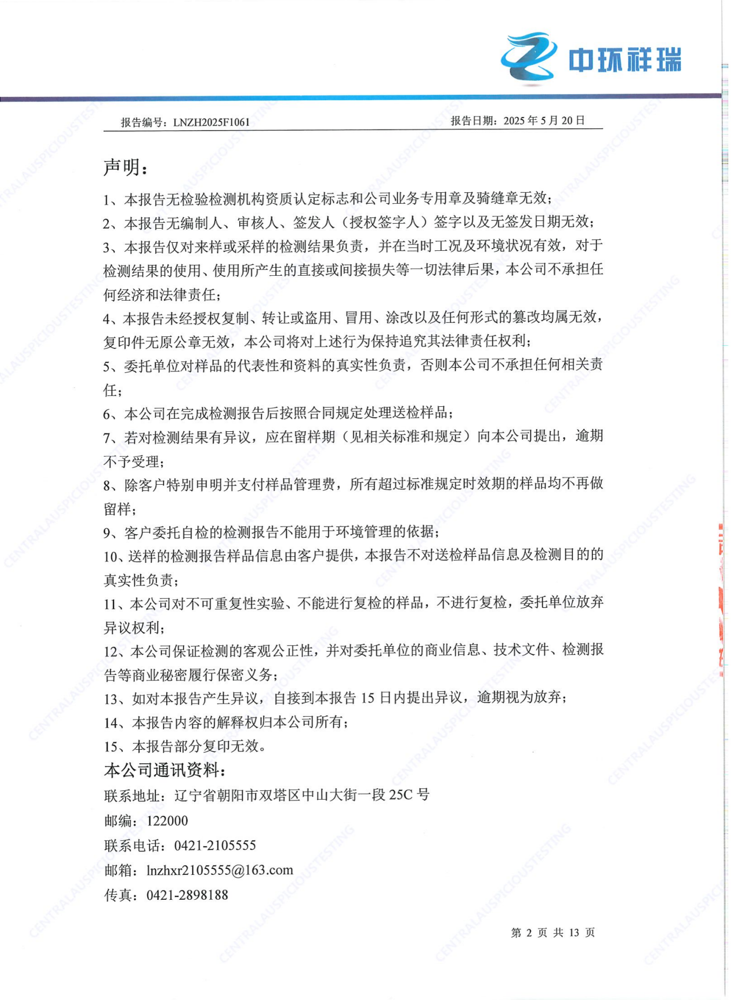 中环祥瑞
报告编号：LNZH2025F1061 报告日期：2025 年 5 月 20 日
声明：
1、本报告无检验检测机构资质认定标志和公司业务专用章及骑缝章无效；
2、本报告无编制人、审核人、签发人（授权签字人）签字以及无签发日期无效；
3、本报告仅对来样或采样的检测结果负责，并在当时工况及环境状况有效，对于
检测结果的使用、使用所产生的直接或间接损失等一切法律后果，本公司不承担任
何经济和法律责任；
4、本报告未经授权复制、转让或盗用、冒用、涂改以及任何形式的篡改均属无效，
复印件无原公章无效，本公司将对上述行为保持追究其法律责任权利；
5、委托单位对样品的代表性和资料的真实性负责，否则本公司不承担任何相关责
任；
6、本公司在完成检测报告后按照合同规定处理送检样品；
7、若对检测结果有异议，应在留样期（见相关标准和规定）向本公司提出，逾期
不予受理；
8、除客户特别申明并支付样品管理费，所有超过标准规定时效期的样品均不再做
留样；
9、客户委托自检的检测报告不能用于环境管理的依据；
10、送样的检测报告样品信息由客户提供，本报告不对送检样品信息及检测目的的
真实性负责；
11、本公司对不可重复性实验、不能进行复检的样品，不进行复检，委托单位放弃
异议权利；
12、本公司保证检测的客观公正性，并对委托单位的商业信息、技术文件、检测报
告等商业秘密履行保密义务；
13、如对本报告产生异议，自接到本报告 15 日内提出异议，逾期视为放弃；
14、本报告内容的解释权归本公司所有；
15、本报告部分复印无效。
本公司通讯资料：
联系地址：辽宁省朝阳市双塔区中山大街一段 25C 号
邮编：122000
联系电话：0421-2105555
邮箱：lnzhxr2105555@163.com
传真：0421-2898188
第 2 页 共 13 页
CENTRALAUSPICIOUSTESTING